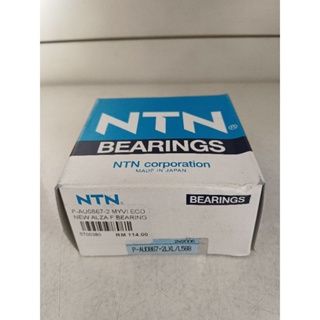 NTN®
BEARINGS
NTN corporation
MADE IN JAPAN
NTN
BEARINGS
P-AU0867-2 MYVI ECO
NEW ALZA F BEARING
RM 114.00
P-AU0867-2LXL/L588